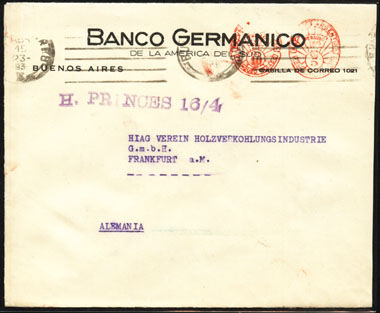 BANCO GERMANICO
DE LA AMERICA DEL SUD
BUENOS AIRES
CASILLA DE CORREO 1021
H. PRINCES 16/4
HIAG VEREIN HOLZVERKOHLUNGSINDUSTRIE
G.m.b.H.
FRANKFURT a.M.
ALEMANIA